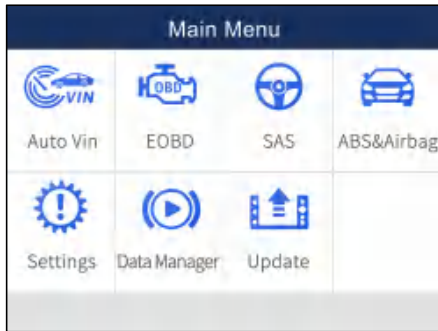 Main Menu
VIN OBD
Auto Vin EOBD SAS ABS&Airbag
Settings Data Manager Update